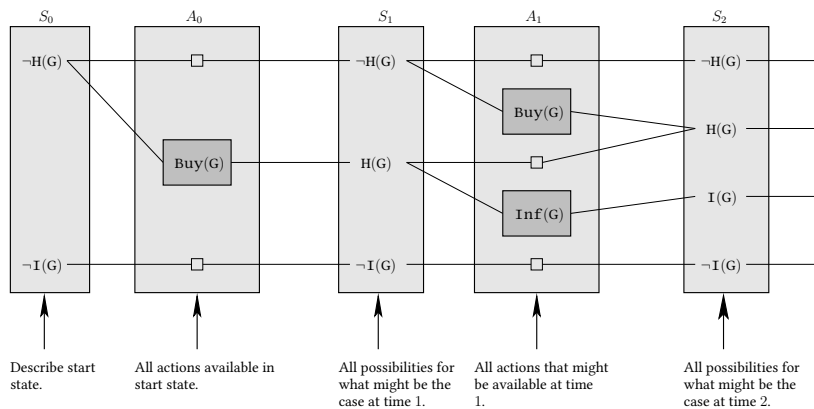 S₀ A₀ S₁ A₁ S₂
¬H(G) ¬H(G) ¬H(G)
Buy(G) H(G)
Buy(G) H(G)
Inf(G) I(G)
¬I(G) ¬I(G) ¬I(G)
Describe start
state.
All actions available in
start state.
All possibilities for
what might be the
case at time 1.
All actions that might
be available at time
1.
All possibilities for
what might be the
case at time 2.